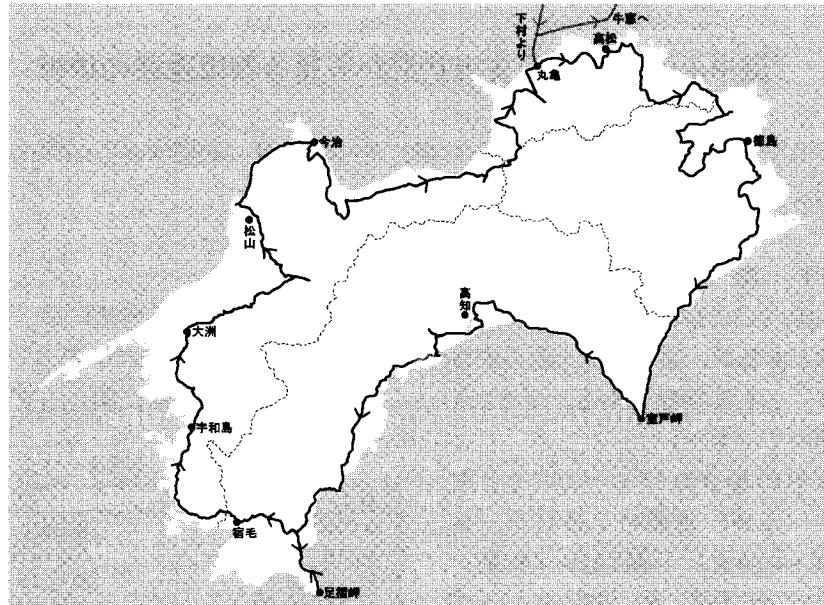 下村より
牛窓へ
高松
丸亀
今治
徳島
松山
高知
大洲
室戸岬
宇和島
宿毛
足摺岬